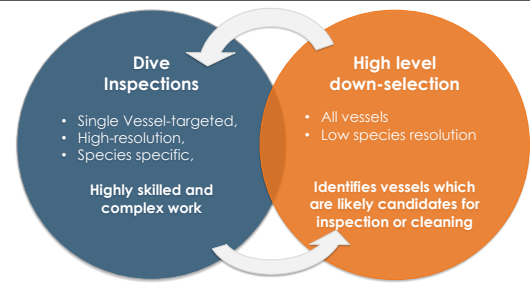 Dive
Inspections
• Single Vessel-targeted,
• High-resolution,
• Species specific,
Highly skilled and
complex work
High level
down-selection
• All vessels
• Low species resolution
Identifies vessels which
are likely candidates for
inspection or cleaning